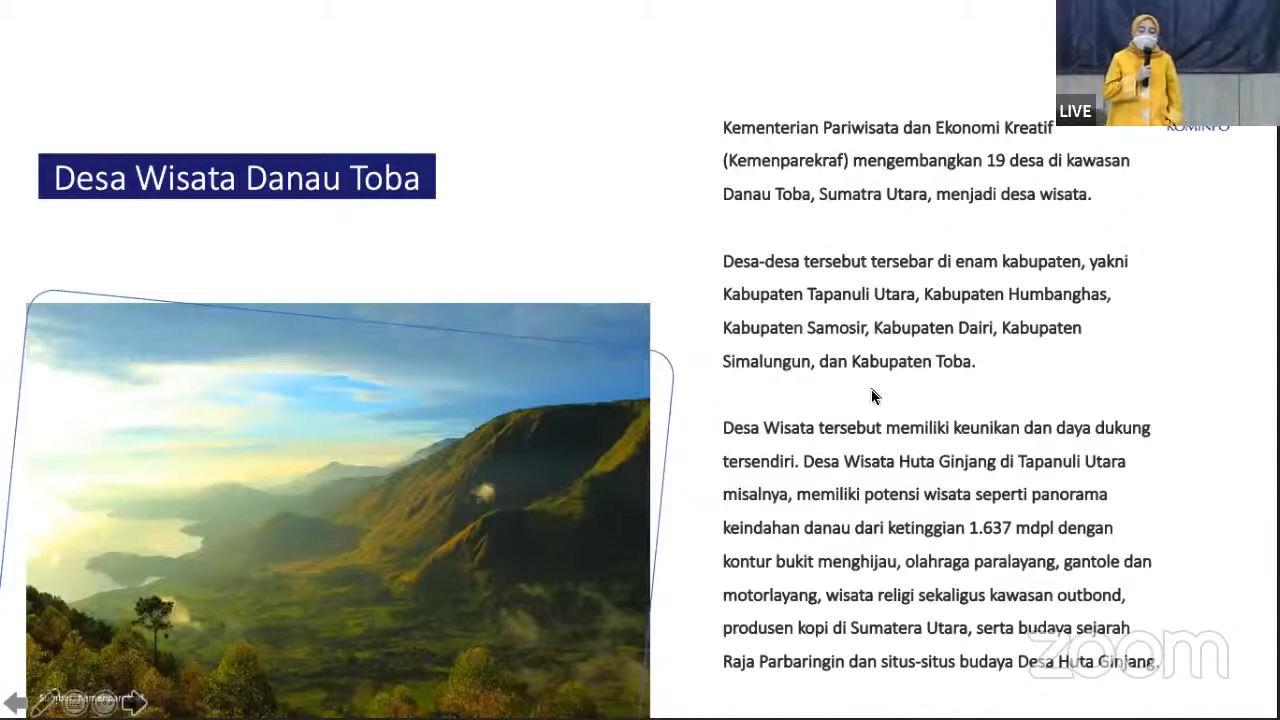 LIVE
KOMINFO
Desa Wisata Danau Toba
Kementerian Pariwisata dan Ekonomi Kreatif
(Kemenparekraf) mengembangkan 19 desa di kawasan
Danau Toba, Sumatra Utara, menjadi desa wisata.
Desa-desa tersebut tersebar di enam kabupaten, yakni
Kabupaten Tapanuli Utara, Kabupaten Humbanghas,
Kabupaten Samosir, Kabupaten Dairi, Kabupaten
Simalungun, dan Kabupaten Toba.
Desa Wisata tersebut memiliki keunikan dan daya dukung
tersendiri. Desa Wisata Huta Ginjang di Tapanuli Utara
misalnya, memiliki potensi wisata seperti panorama
keindahan danau dari ketinggian 1.637 mdpl dengan
kontur bukit menghijau, olahraga paralayang, gantole dan
motorlayang, wisata religi sekaligus kawasan outbond,
produsen kopi di Sumatera Utara, serta budaya sejarah
Raja Parbaringin dan situs-situs budaya Desa Huta Ginjang.
zoom